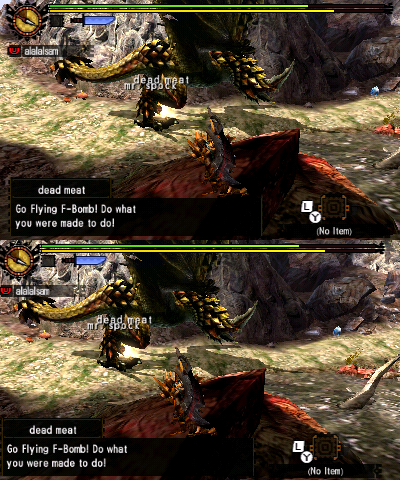 alalalsam
dead meat
mr. spock
dead meat
Go Flying F-Bomb! Do what
you were made to do!
L
Y
(No Item)
alalalsam
dead meat
mr. spock
dead meat
Go Flying F-Bomb! Do what
you were made to do!
L
Y
(No Item)